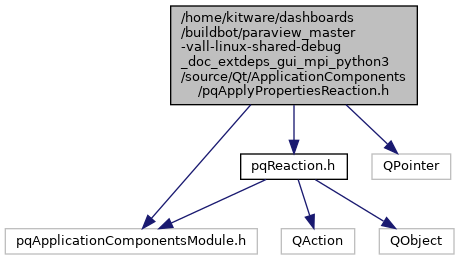 /home/kitware/dashboards
/buildbot/paraview_master
-vall-linux-shared-debug
_doc_extdeps_gui_mpi_python3
/source/Qt/ApplicationComponents
/pqApplyPropertiesReaction.h
pqReaction.h
QPointer
pqApplicationComponentsModule.h
QAction
QObject